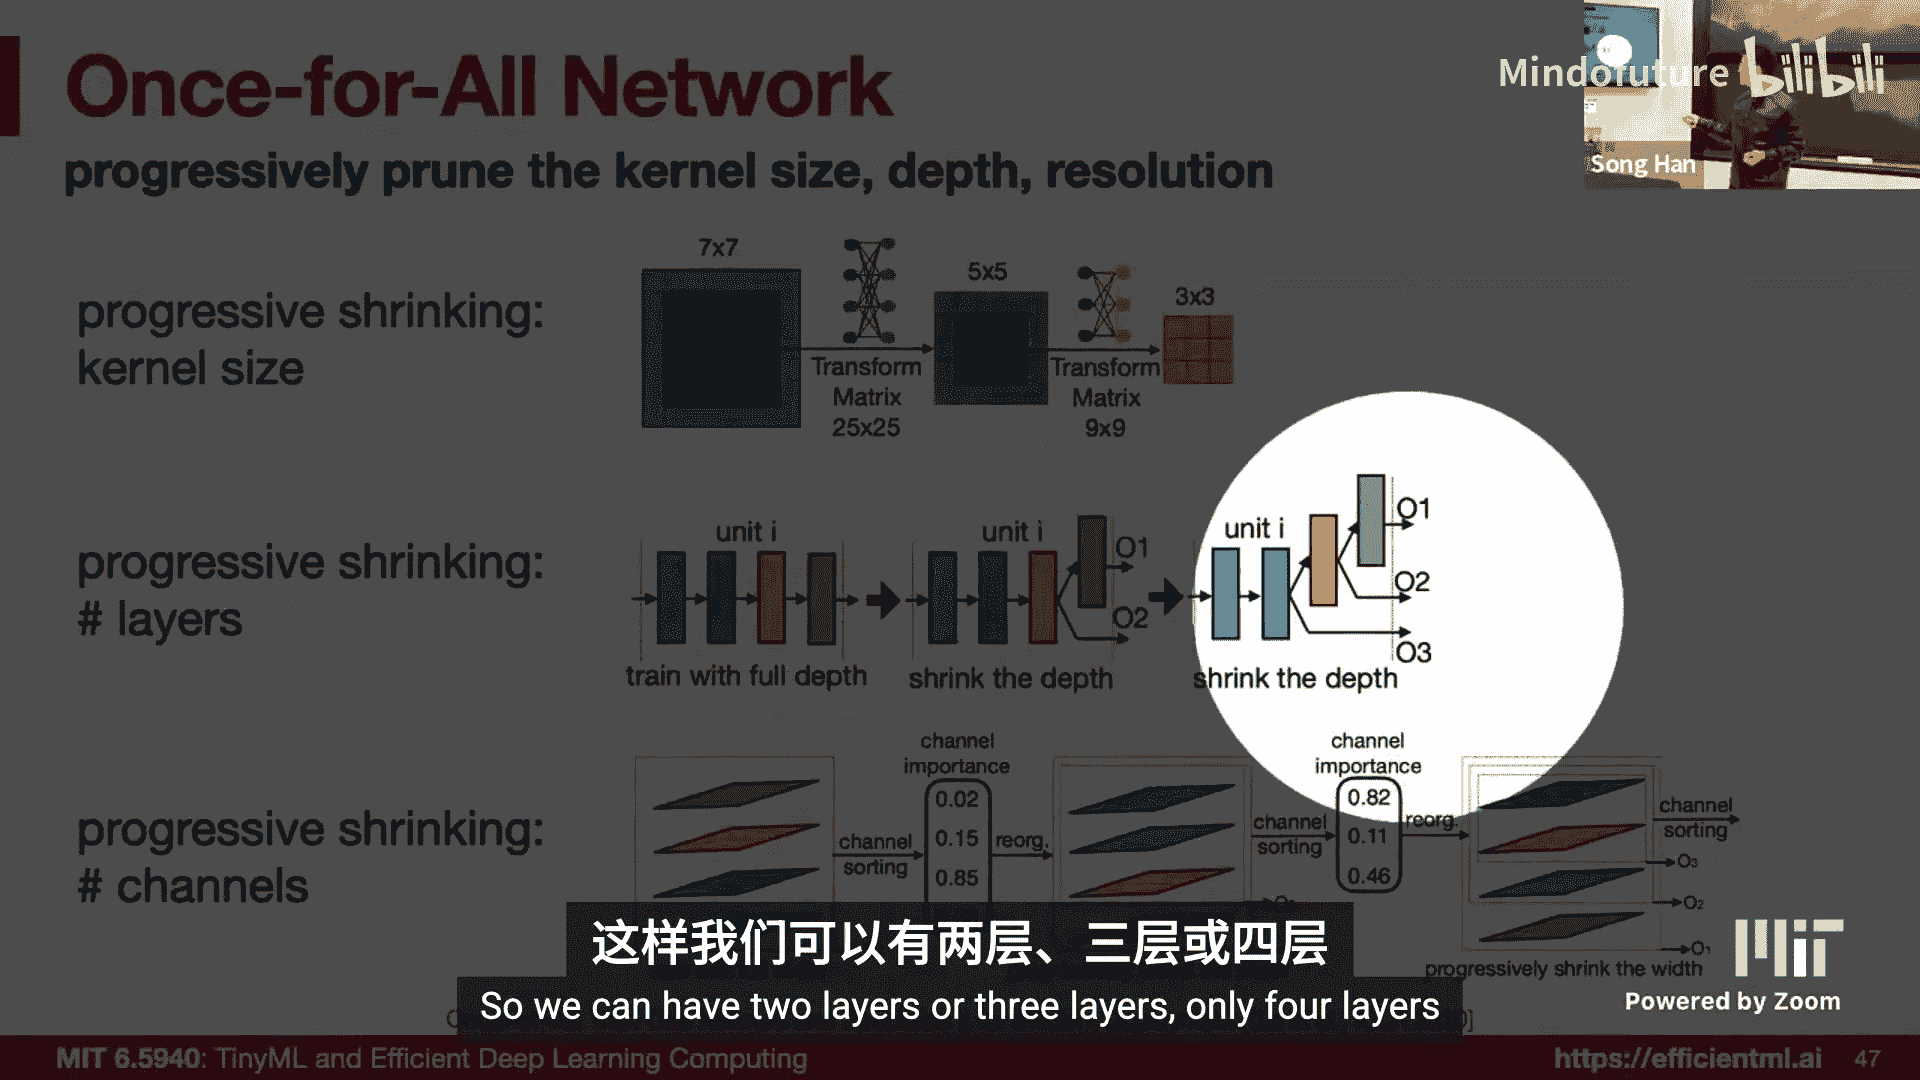 Once-for-All Network
progressively prune the kernel size, depth, resolution
Mindofuture bilibili
Song Han
progressive shrinking:
kernel size
7x7
Transform
Matrix
25x25
5x5
Transform
Matrix
9x9
3x3
progressive shrinking:
# layers
unit i
train with full depth
unit i
O1
O2
shrink the depth
unit i
O1
O2
O3
shrink the depth
progressive shrinking:
# channels
channel
sorting
channel
importance
0.02
0.15
0.85
reorg.
channel
sorting
channel
importance
0.82
0.11
0.46
reorg.
channel
sorting
O3
O2
O1
progressively shrink the width
这样我们可以有两层、三层或四层
So we can have two layers or three layers, only four layers
MIT
Powered by Zoom
MIT 6.5940: TinyML and Efficient Deep Learning Computing
https://efficientml.ai
47